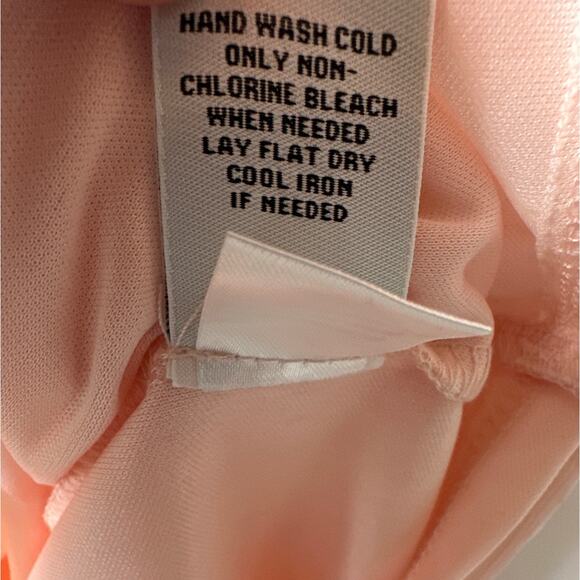 HAND WASH COLD
ONLY NON-
CHLORINE BLEACH
WHEN NEEDED
LAY FLAT DRY
COOL IRON
IF NEEDED